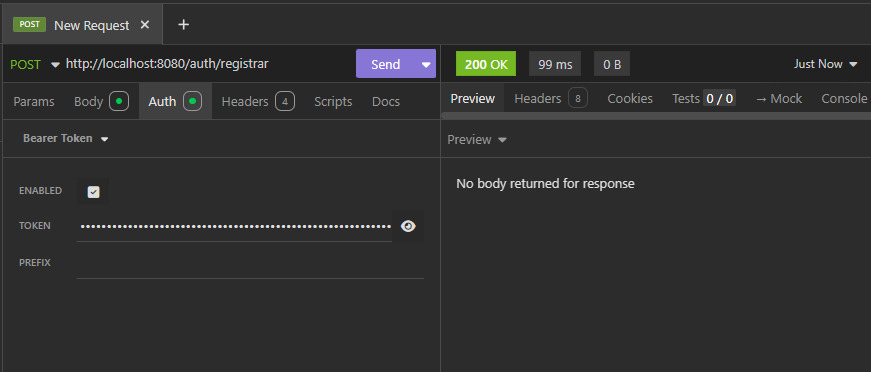 POST New Request
POST http://localhost:8080/auth/registrar Send
Params Body Auth Headers 4 Scripts Docs
Bearer Token
ENABLED
TOKEN ••••••••••••••••••••••••••••••••••••••••••••••••••••••••••••
PREFIX
200 OK 99 ms 0 B Just Now
Preview Headers 8 Cookies Tests 0 / 0 → Mock Console
Preview
No body returned for response